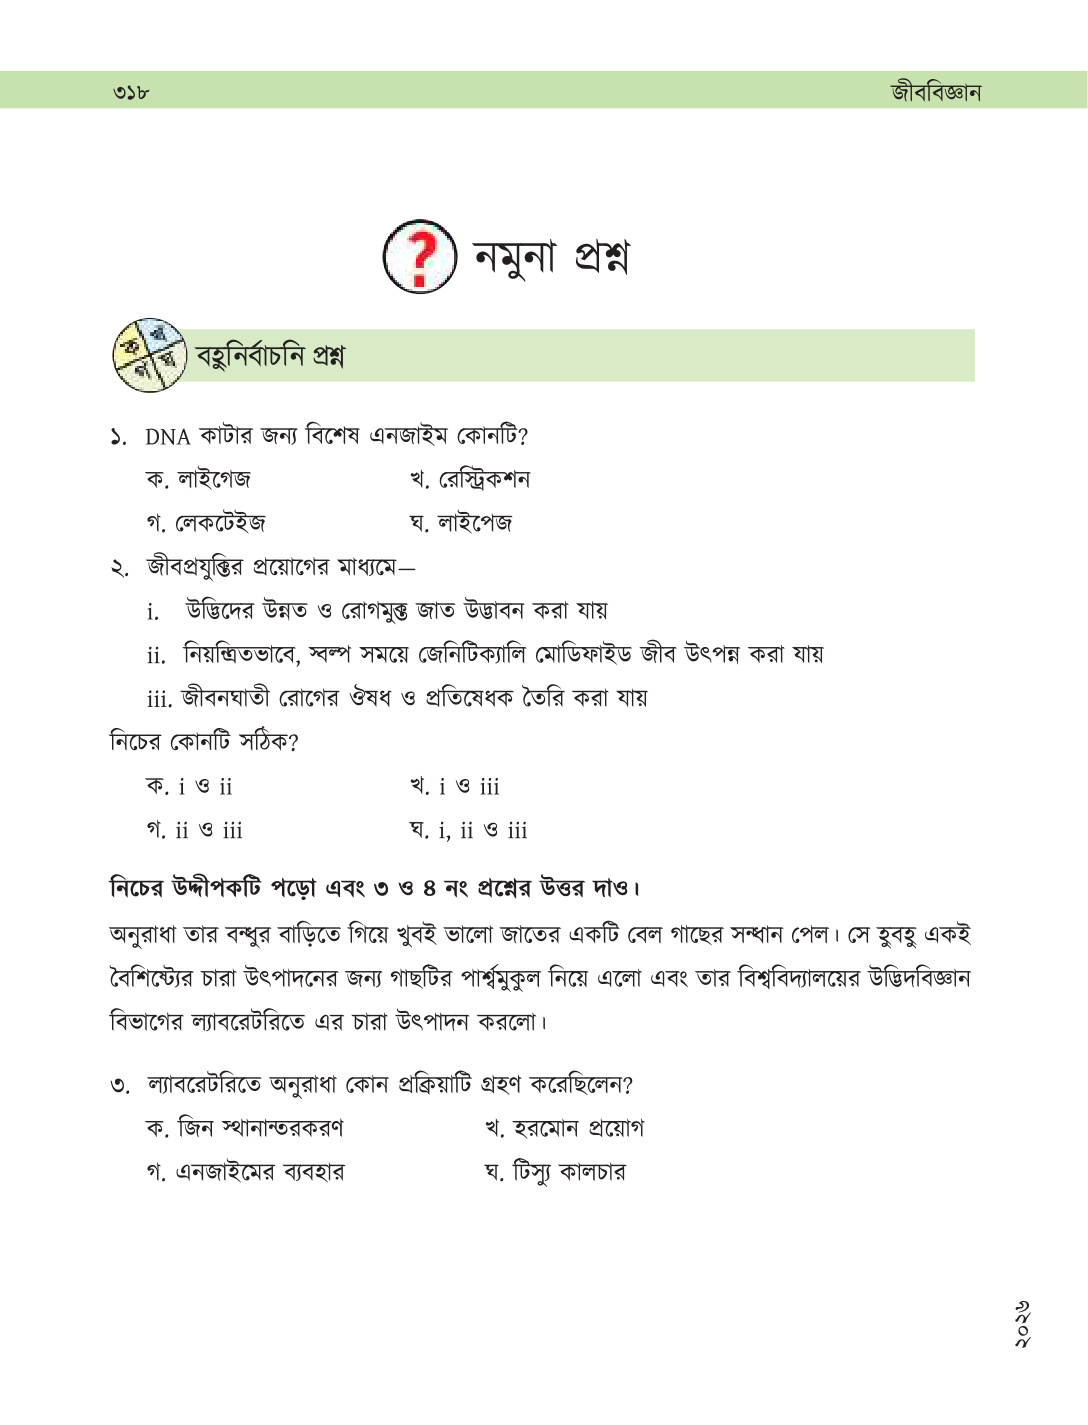 ৩১৮ জীববিজ্ঞান
? নমুনা প্রশ্ন
ক খ গ ঘ
বহুনির্বাচনি প্রশ্ন
১. DNA কাটার জন্য বিশেষ এনজাইম কোনটি?
ক. লাইগেজ খ. রেস্ট্রিকশন
গ. লেকটেইজ ঘ. লাইপেজ
২. জীবপ্রযুক্তির প্রয়োগের মাধ্যমে—
i. উদ্ভিদের উন্নত ও রোগমুক্ত জাত উদ্ভাবন করা যায়
ii. নিয়ন্ত্রিতভাবে, স্বল্প সময়ে জেনিটিক্যালি মোডিফাইড জীব উৎপন্ন করা যায়
iii. জীবনঘাতী রোগের ঔষধ ও প্রতিষেধক তৈরি করা যায়
নিচের কোনটি সঠিক?
ক. i ও ii খ. i ও iii
গ. ii ও iii ঘ. i, ii ও iii
নিচের উদ্দীপকটি পড়ো এবং ৩ ও ৪ নং প্রশ্নের উত্তর দাও।
অনুরাধা তার বন্ধুর বাড়িতে গিয়ে খুবই ভালো জাতের একটি বেল গাছের সন্ধান পেল। সে হুবহু একই
বৈশিষ্ট্যের চারা উৎপাদনের জন্য গাছটির পার্শ্বমুকুল নিয়ে এলো এবং তার বিশ্ববিদ্যালয়ের উদ্ভিদবিজ্ঞান
বিভাগের ল্যাবরেটরিতে এর চারা উৎপাদন করলো।
৩. ল্যাবরেটরিতে অনুরাধা কোন প্রক্রিয়াটি গ্রহণ করেছিলেন?
ক. জিন স্থানান্তরকরণ খ. হরমোন প্রয়োগ
গ. এনজাইমের ব্যবহার ঘ. টিস্যু কালচার
২০২৬